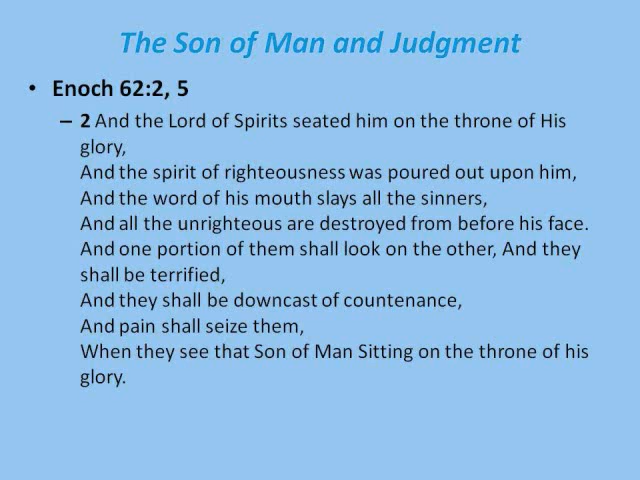 The Son of Man and Judgment
• Enoch 62:2, 5
– 2 And the Lord of Spirits seated him on the throne of His
glory,
And the spirit of righteousness was poured out upon him,
And the word of his mouth slays all the sinners,
And all the unrighteous are destroyed from before his face.
And one portion of them shall look on the other, And they
shall be terrified,
And they shall be downcast of countenance,
And pain shall seize them,
When they see that Son of Man Sitting on the throne of his
glory.